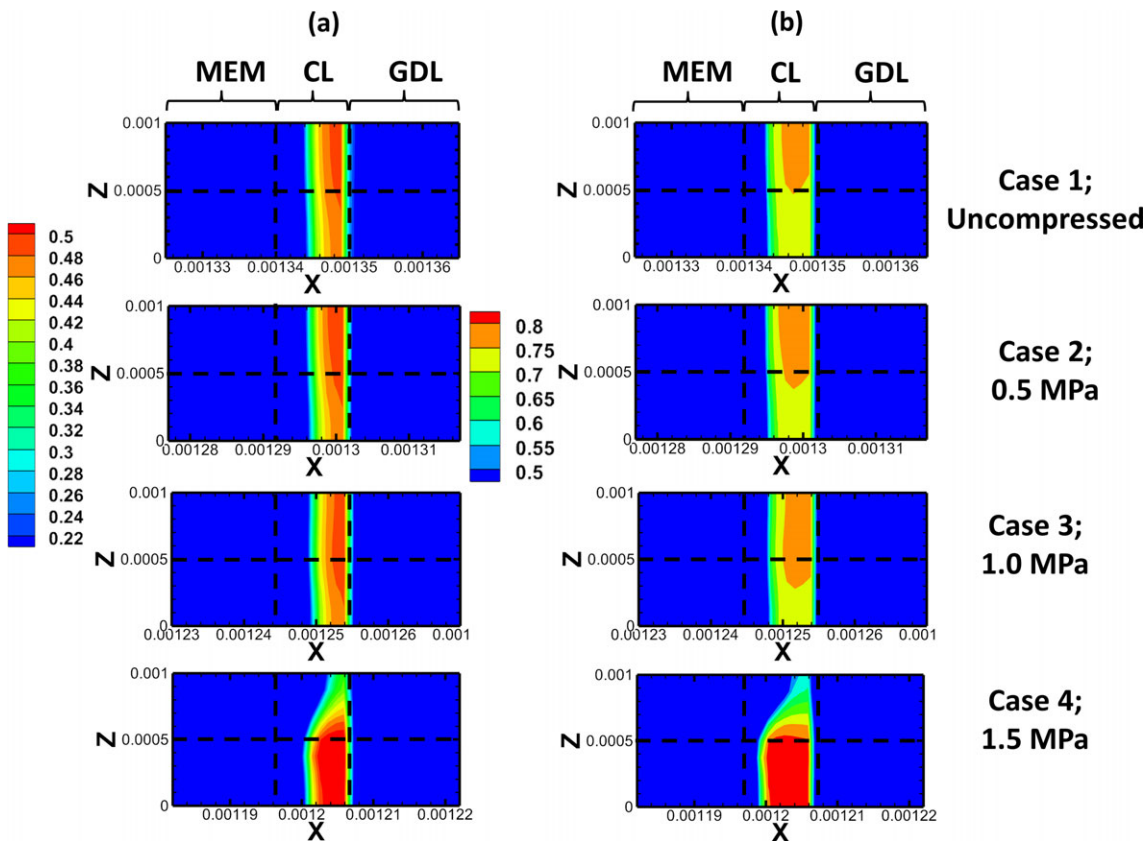 (a) (b)
MEM CL GDL MEM CL GDL
0.001 0.001
Z 0.0005 Z 0.0005
0 0
0.00133 0.00134 0.00135 0.00136 0.00133 0.00134 0.00135 0.00136
X X
Case 1;
Uncompressed
0.5
0.48
0.46
0.44
0.42
0.4
0.38
0.36
0.34
0.32
0.3
0.28
0.26
0.24
0.22
0.001 0.001
Z 0.0005 Z 0.0005
0 0
0.00128 0.00129 0.0013 0.00131 0.00128 0.00129 0.0013 0.00131
X X
0.8
0.75
0.7
0.65
0.6
0.55
0.5
Case 2;
0.5 MPa
0.001 0.001
Z 0.0005 Z 0.0005
0 0
0.00123 0.00124 0.00125 0.00126 0.001 0.00123 0.00124 0.00125 0.00126 0.001
X X
Case 3;
1.0 MPa
0.001 0.001
Z 0.0005 Z 0.0005
0 0
0.00119 0.0012 0.00121 0.00122 0.00119 0.0012 0.00121 0.00122
X X
Case 4;
1.5 MPa